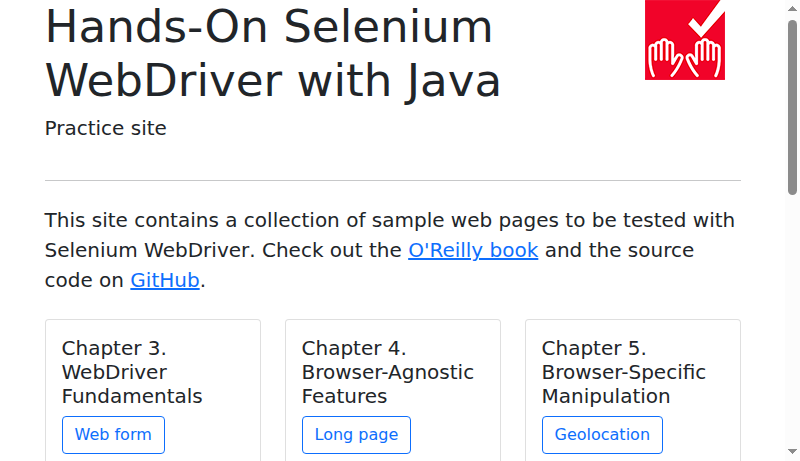 Hands-On Selenium
WebDriver with Java
Practice site
This site contains a collection of sample web pages to be tested with
Selenium WebDriver. Check out the O'Reilly book and the source
code on GitHub.
Chapter 3.
WebDriver
Fundamentals
Web form
Chapter 4.
Browser-Agnostic
Features
Long page
Chapter 5.
Browser-Specific
Manipulation
Geolocation